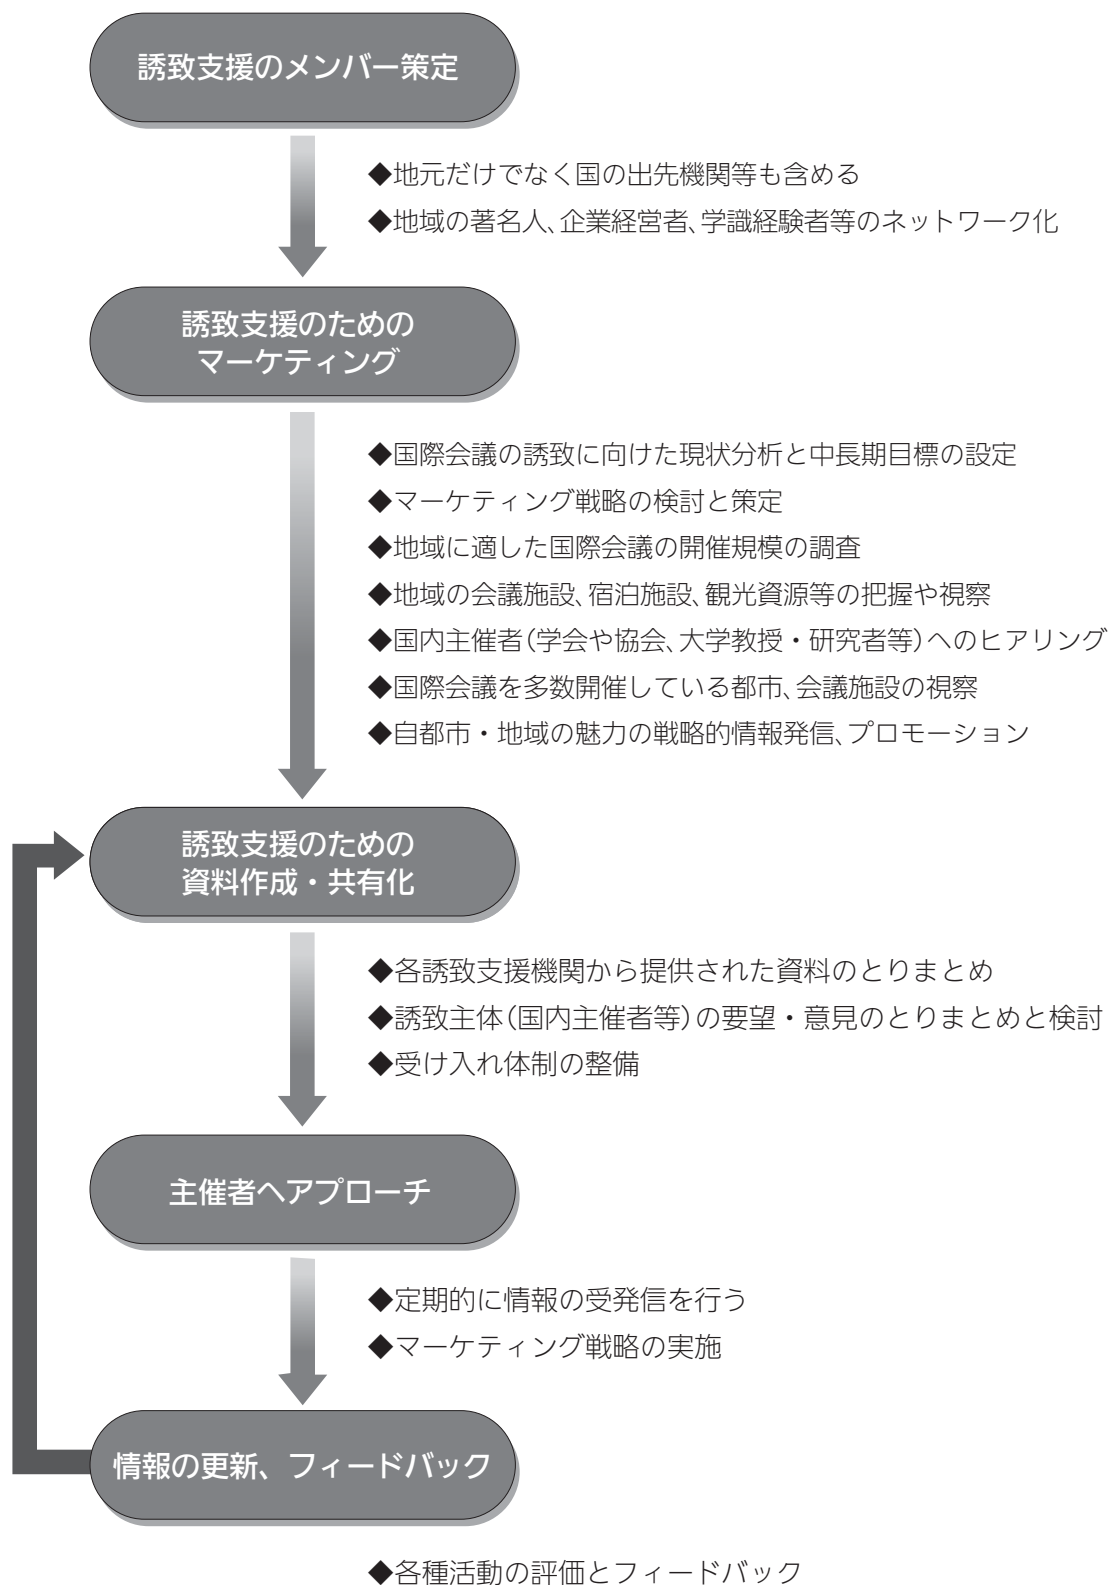 誘致支援のメンバー策定
◆地元だけでなく国の出先機関等も含める
◆地域の著名人、企業経営者、学識経験者等のネットワーク化
誘致支援のための
マーケティング
◆国際会議の誘致に向けた現状分析と中長期目標の設定
◆マーケティング戦略の検討と策定
◆地域に適した国際会議の開催規模の調査
◆地域の会議施設、宿泊施設、観光資源等の把握や視察
◆国内主催者（学会や協会、大学教授・研究者等）へのヒアリング
◆国際会議を多数開催している都市、会議施設の視察
◆自都市・地域の魅力の戦略的情報発信、プロモーション
誘致支援のための
資料作成・共有化
◆各誘致支援機関から提供された資料のとりまとめ
◆誘致主体（国内主催者等）の要望・意見のとりまとめと検討
◆受け入れ体制の整備
主催者へアプローチ
◆定期的に情報の受発信を行う
◆マーケティング戦略の実施
情報の更新、フィードバック
◆各種活動の評価とフィードバック